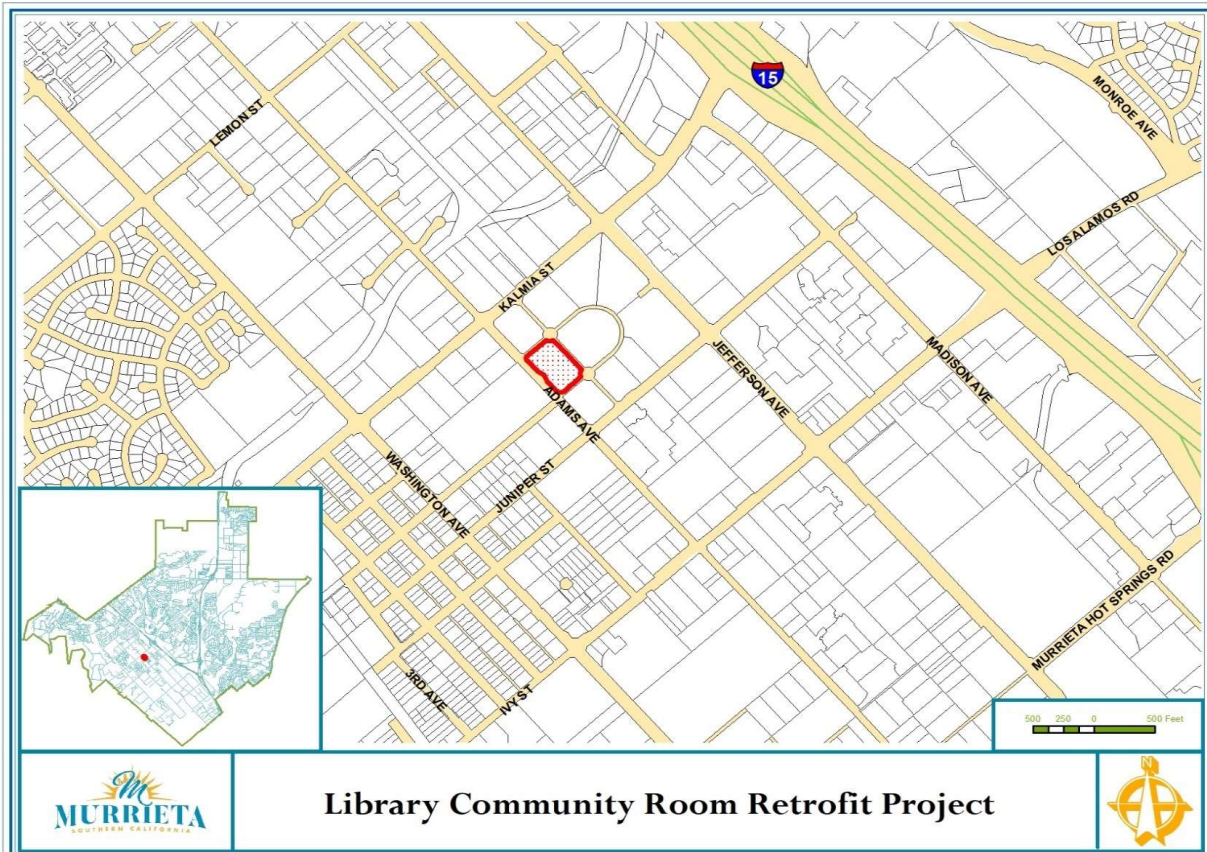 15
MONROE AVE
LEMON ST
LOS ALAMOS RD
KALMIA ST
JEFFERSON AVE
MADISON AVE
ADAMS AVE
WASHINGTON AVE
JUNIPER ST
MURRIETA HOT SPRINGS RD
3RD AVE
IVY ST
500 250 0 500 Feet
M
MURRIETA
SOUTHERN CALIFORNIA
Library Community Room Retrofit Project
N